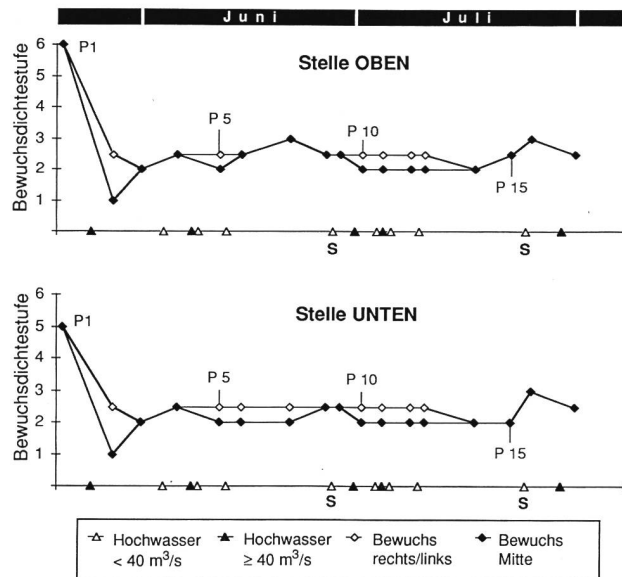 Juni Juli
Stelle OBEN
Bewuchsdichtestufe
6
5
4
3
2
1
P1
P 5
P 10
P 15
S S
Stelle UNTEN
Bewuchsdichtestufe
6
5
4
3
2
1
P1
P 5
P 10
P 15
S S
Hochwasser < 40 m³/s
Hochwasser ≥ 40 m³/s
Bewuchs rechts/links
Bewuchs Mitte